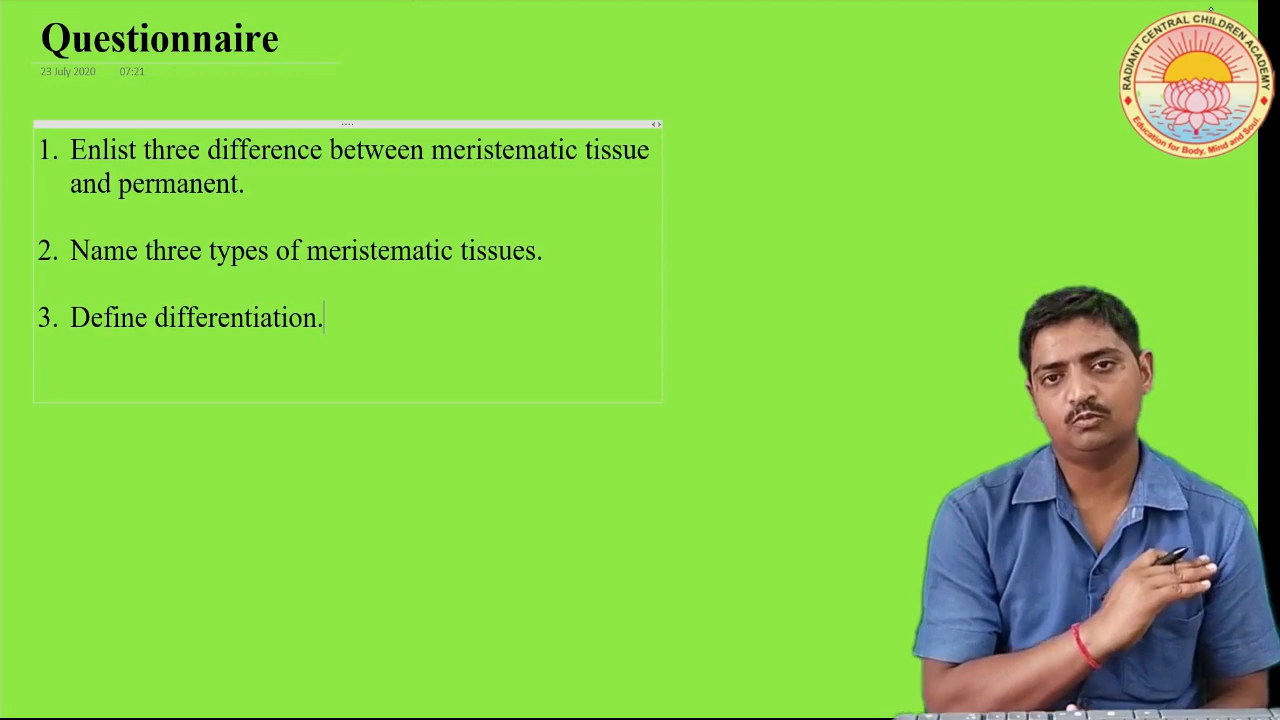 Questionnaire
23 July 2020 07:21
1. Enlist three difference between meristematic tissue
and permanent.
2. Name three types of meristematic tissues.
3. Define differentiation.
RADIANT CENTRAL CHILDREN ACADEMY
Education for Body, Mind and Soul.